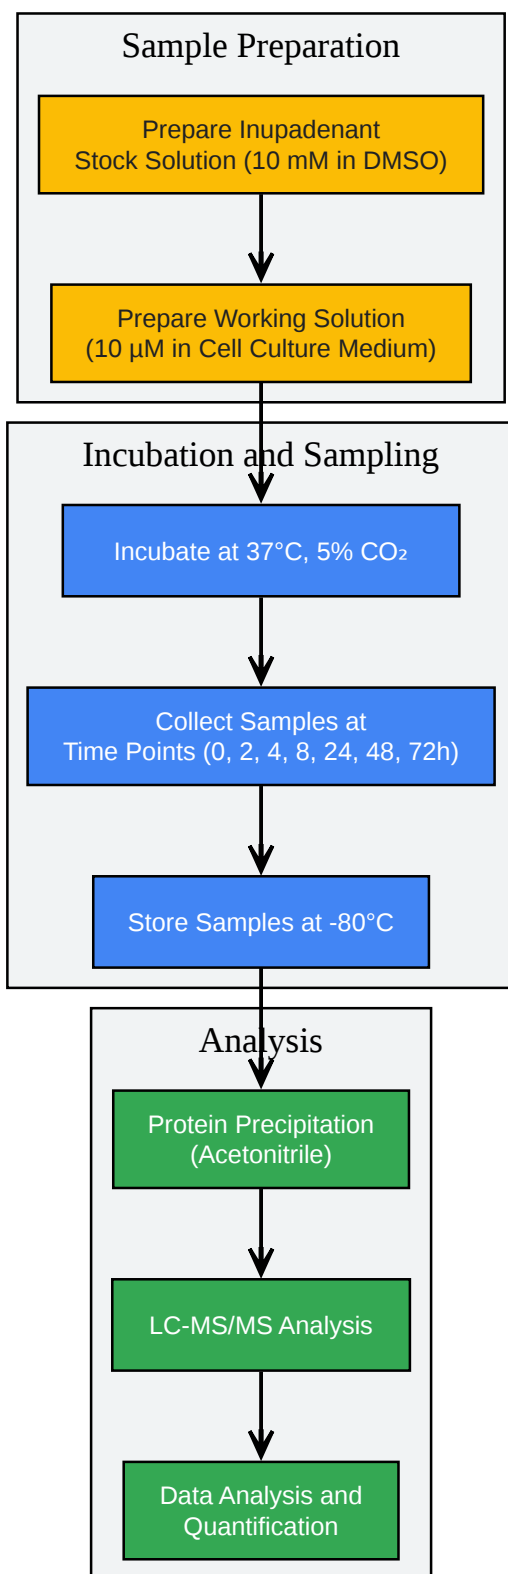 Sample Preparation
Prepare Inupadenant
Stock Solution (10 mM in DMSO)
Prepare Working Solution
(10 µM in Cell Culture Medium)
Incubation and Sampling
Incubate at 37°C, 5% CO₂
Collect Samples at
Time Points (0, 2, 4, 8, 24, 48, 72h)
Store Samples at -80°C
Analysis
Protein Precipitation
(Acetonitrile)
LC-MS/MS Analysis
Data Analysis and
Quantification